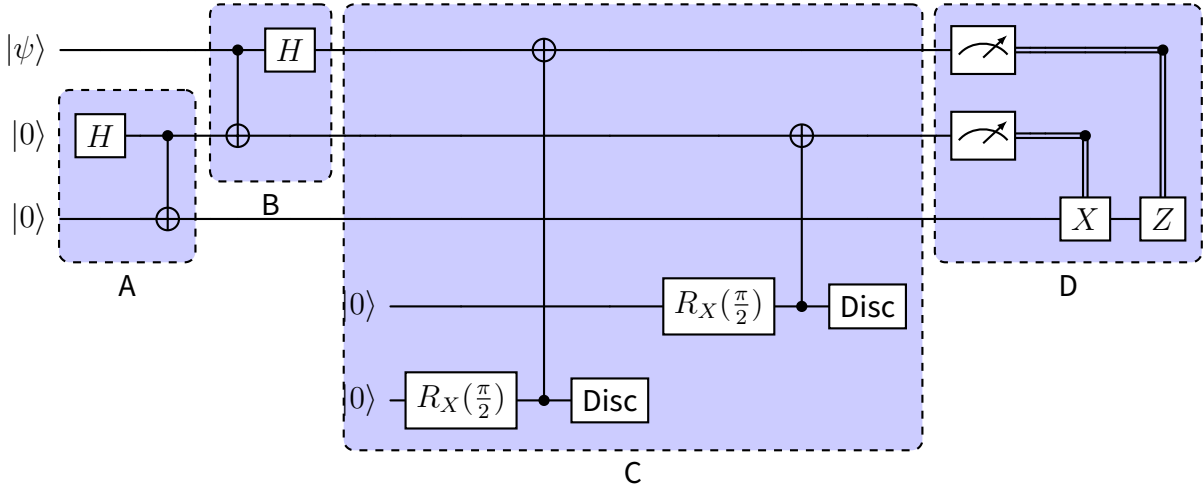 |ψ⟩ H
|0⟩ H
|0⟩ X Z
B
A D
|0⟩ R_X(π/2) Disc
|0⟩ R_X(π/2) Disc
C